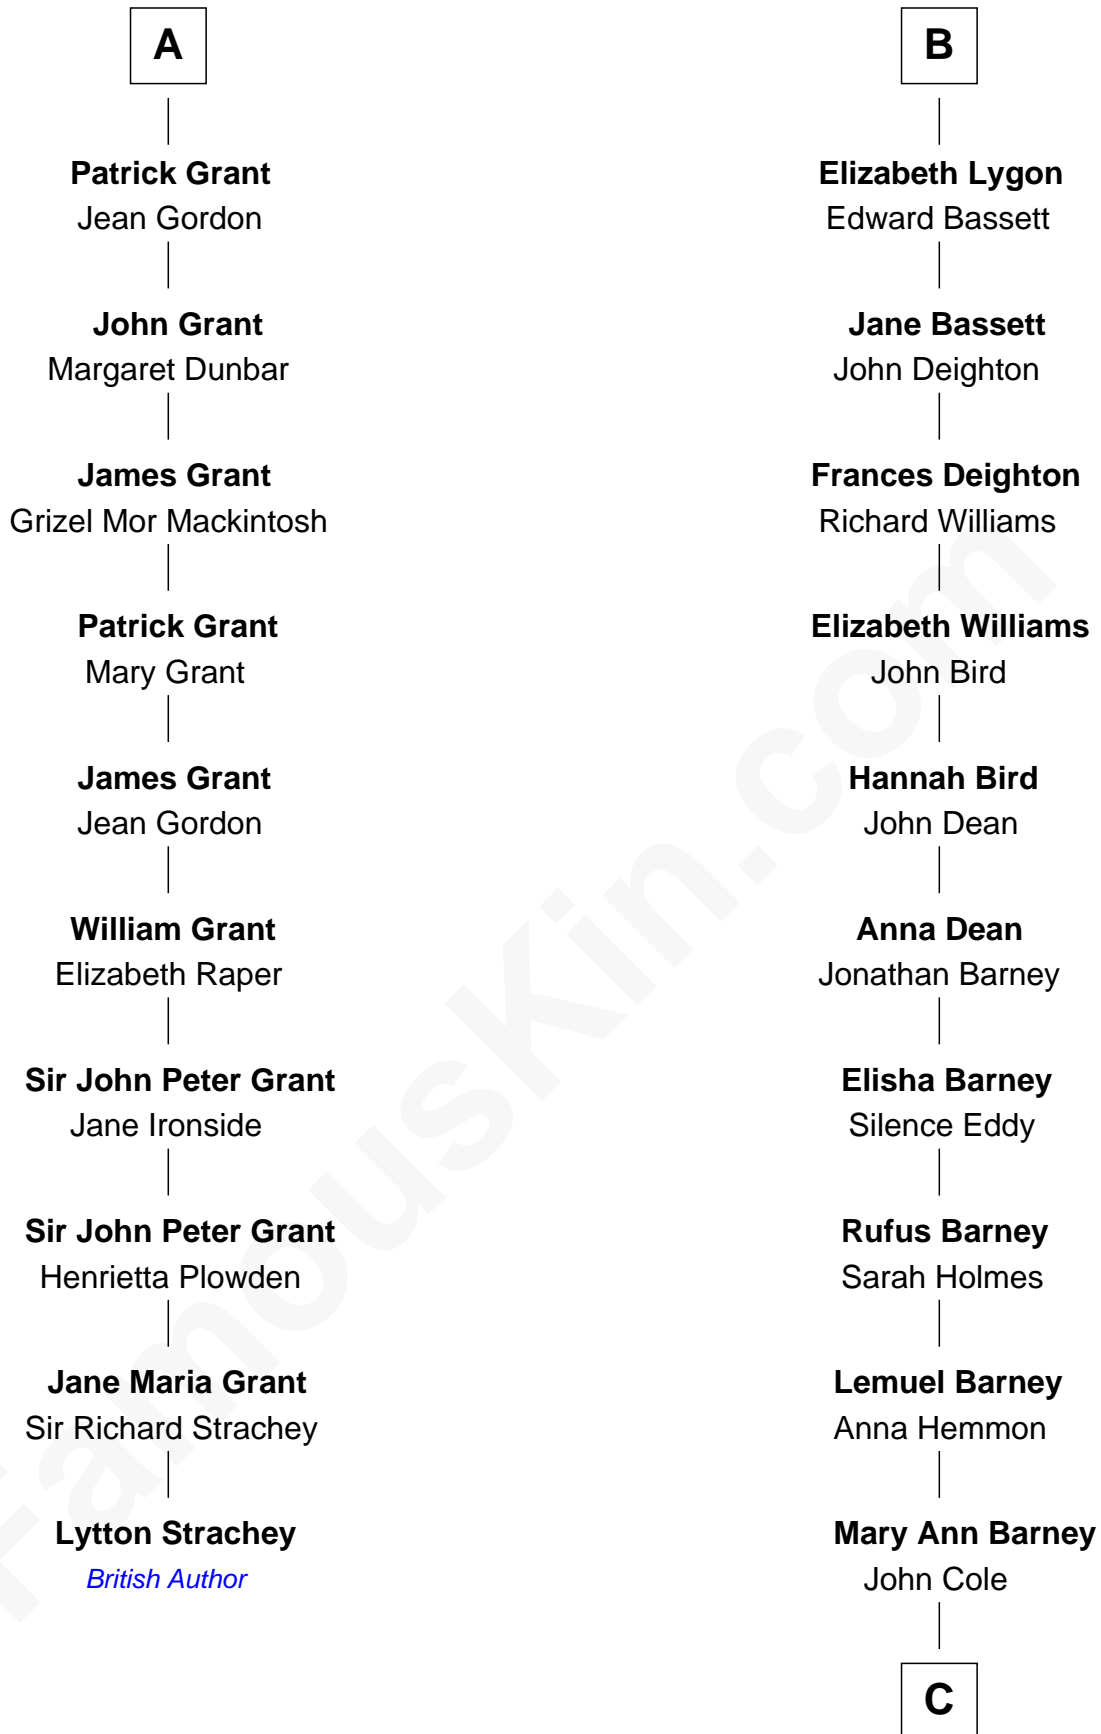 A
Patrick Grant
Jean Gordon
John Grant
Margaret Dunbar
James Grant
Grizel Mor Mackintosh
Patrick Grant
Mary Grant
James Grant
Jean Gordon
William Grant
Elizabeth Raper
Sir John Peter Grant
Jane Ironside
Sir John Peter Grant
Henrietta Plowden
Jane Maria Grant
Sir Richard Strachey
Lytton Strachey
British Author
B
Elizabeth Lygon
Edward Bassett
Jane Bassett
John Deighton
Frances Deighton
Richard Williams
Elizabeth Williams
John Bird
Hannah Bird
John Dean
Anna Dean
Jonathan Barney
Elisha Barney
Silence Eddy
Rufus Barney
Sarah Holmes
Lemuel Barney
Anna Hemmon
Mary Ann Barney
John Cole
C
FamousKin.com